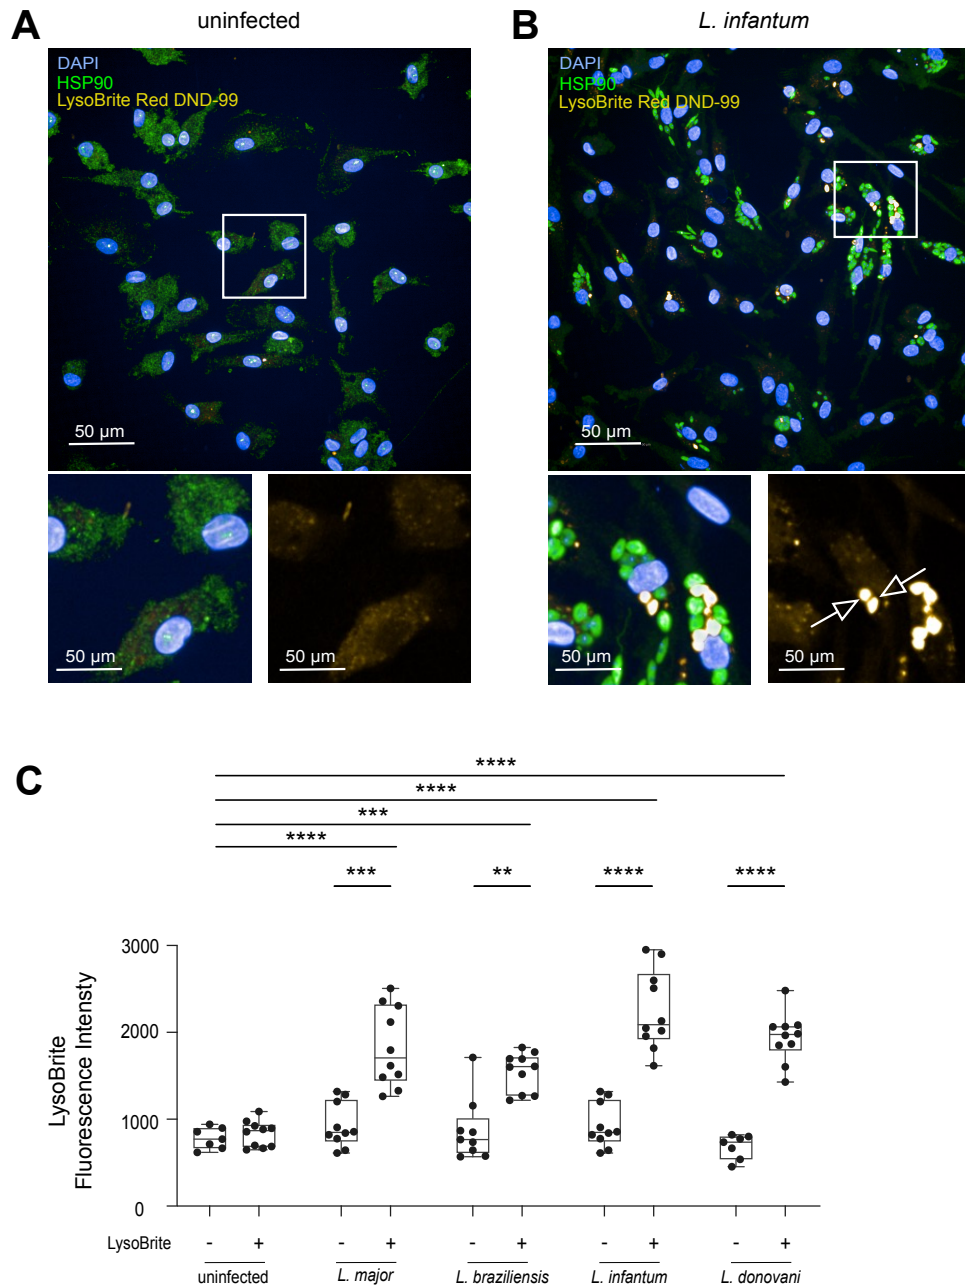 A
uninfected
B
L. infantum
DAPI
HSP90
LysoBrite Red DND-99
50 µm
50 µm
50 µm
DAPI
HSP90
LysoBrite Red DND-99
50 µm
50 µm
50 µm
C
****
****
***
****
***
**
****
****
LysoBrite
Fluorescence Intensty
3000
2000
1000
0
LysoBrite - + - + - + - + - +
uninfected L. major L. braziliensis L. infantum L. donovani